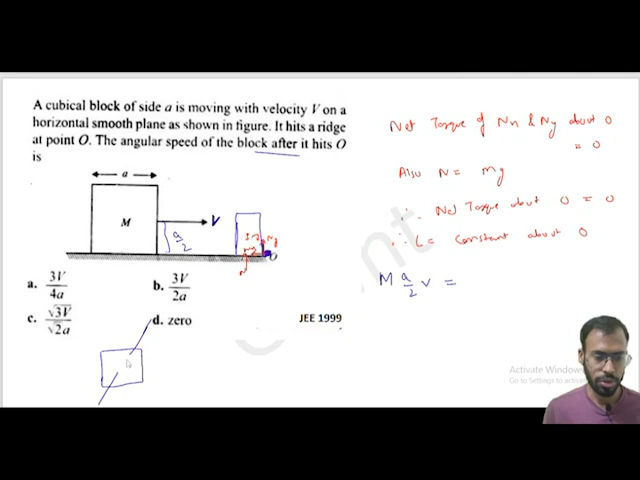 A cubical block of side a is moving with velocity V on a
horizontal smooth plane as shown in figure. It hits a ridge
at point O. The angular speed of the block after it hits O
is
a
M
V
a/2
a. 3V/4a
b. 3V/2a
c. √3V/√2a
d. zero
JEE 1999
Net Torque of Nx & Ny about O
= 0
Also N = mg
∴ Net Torque about O = 0
∴ L = constant about O
M a/2 v =
Activate Windows
Go to Settings to activate